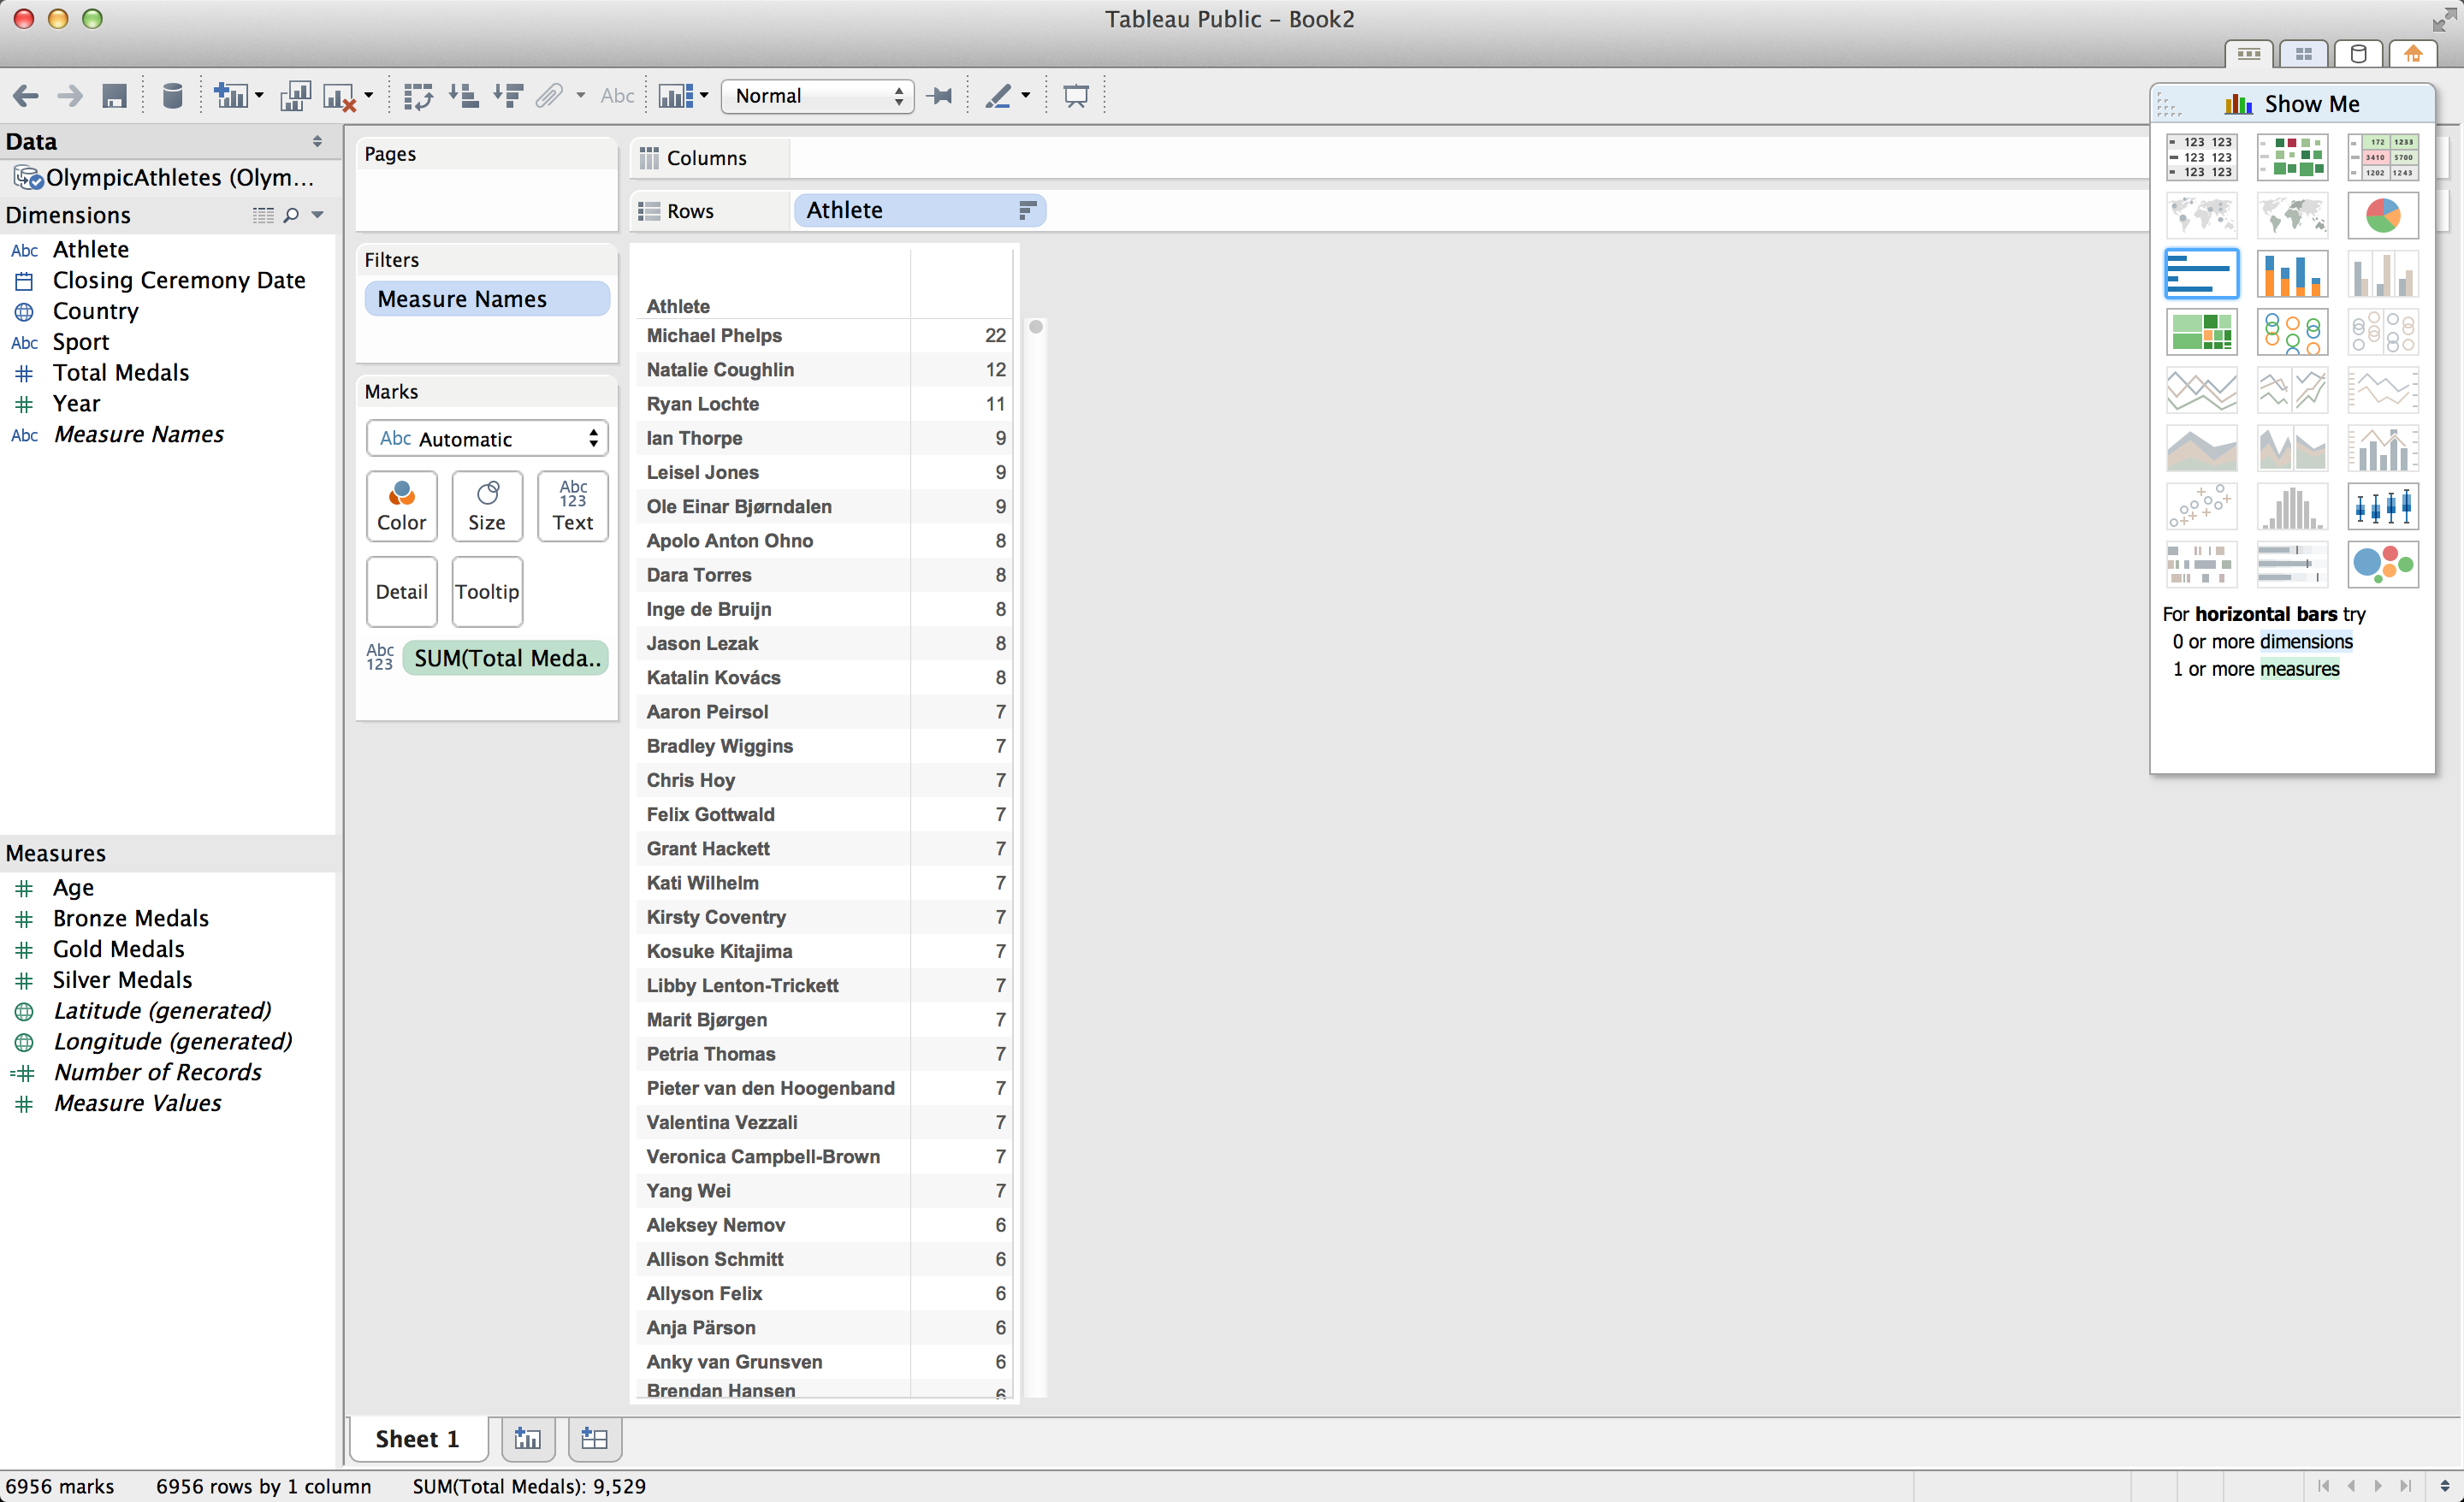 Tableau Public - Book2
Abc
Normal
Show Me
Data
OlympicAthletes (Olym...
Dimensions
Abc Athlete
Closing Ceremony Date
Country
Abc Sport
Total Medals
Year
Abc Measure Names
Measures
Age
Bronze Medals
Gold Medals
Silver Medals
Latitude (generated)
Longitude (generated)
Number of Records
Measure Values
Pages
Filters
Measure Names
Marks
Abc Automatic
Color
Size
Abc
123
Text
Detail
Tooltip
Abc
123
SUM(Total Meda..
Columns
Rows
Athlete
Athlete
Michael Phelps 22
Natalie Coughlin 12
Ryan Lochte 11
Ian Thorpe 9
Leisel Jones 9
Ole Einar Bjørndalen 9
Apolo Anton Ohno 8
Dara Torres 8
Inge de Bruijn 8
Jason Lezak 8
Katalin Kovács 8
Aaron Peirsol 7
Bradley Wiggins 7
Chris Hoy 7
Felix Gottwald 7
Grant Hackett 7
Kati Wilhelm 7
Kirsty Coventry 7
Kosuke Kitajima 7
Libby Lenton-Trickett 7
Marit Bjørgen 7
Petria Thomas 7
Pieter van den Hoogenband 7
Valentina Vezzali 7
Veronica Campbell-Brown 7
Yang Wei 7
Aleksey Nemov 6
Allison Schmitt 6
Allyson Felix 6
Anja Pärson 6
Anky van Grunsven 6
Brendan Hansen 6
123 123
123 123
123 123
172 1233
3410 5700
1202 1243
For horizontal bars try
0 or more dimensions
1 or more measures
Sheet 1
6956 marks 6956 rows by 1 column SUM(Total Medals): 9,529